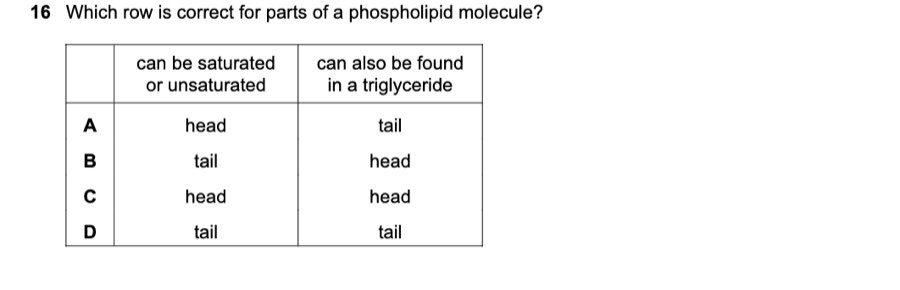 16 Which row is correct for parts of a phospholipid molecule?
can be saturated can also be found
or unsaturated in a triglyceride
A head tail
B tail head
C head head
D tail tail